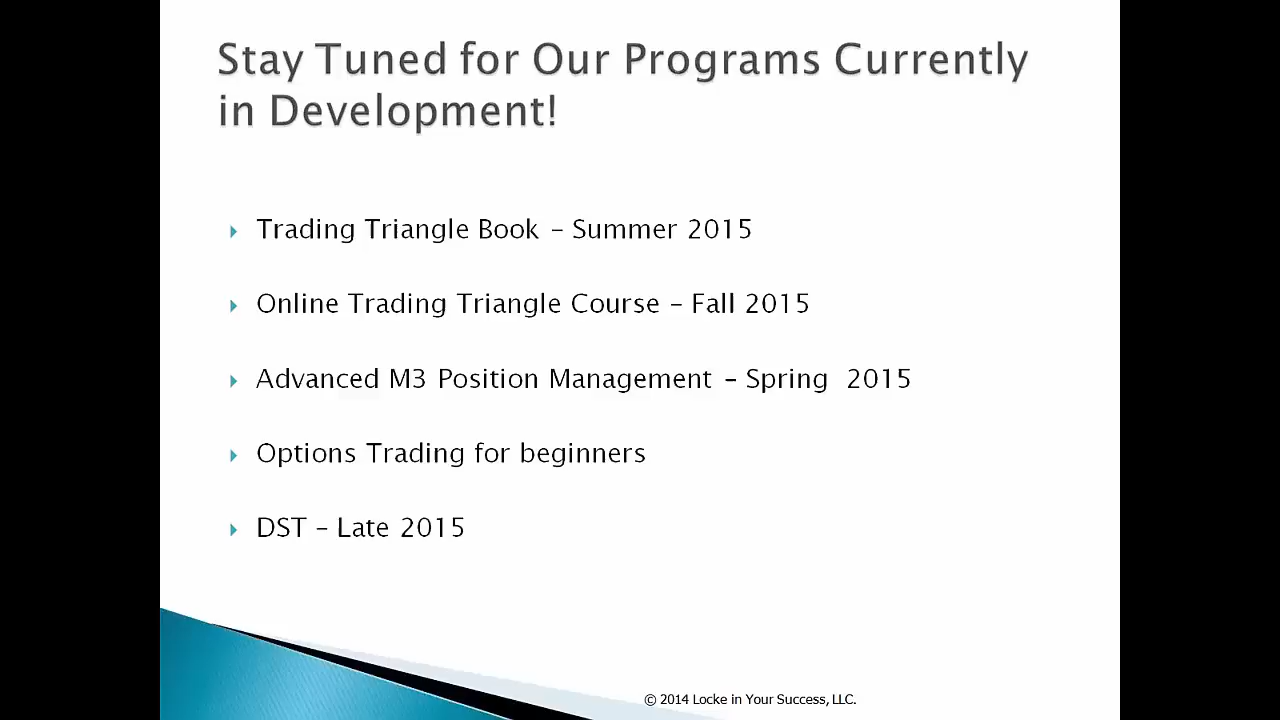 Stay Tuned for Our Programs Currently
in Development!
Trading Triangle Book – Summer 2015
Online Trading Triangle Course – Fall 2015
Advanced M3 Position Management – Spring  2015
Options Trading for beginners
DST – Late 2015
© 2014 Locke in Your Success, LLC.